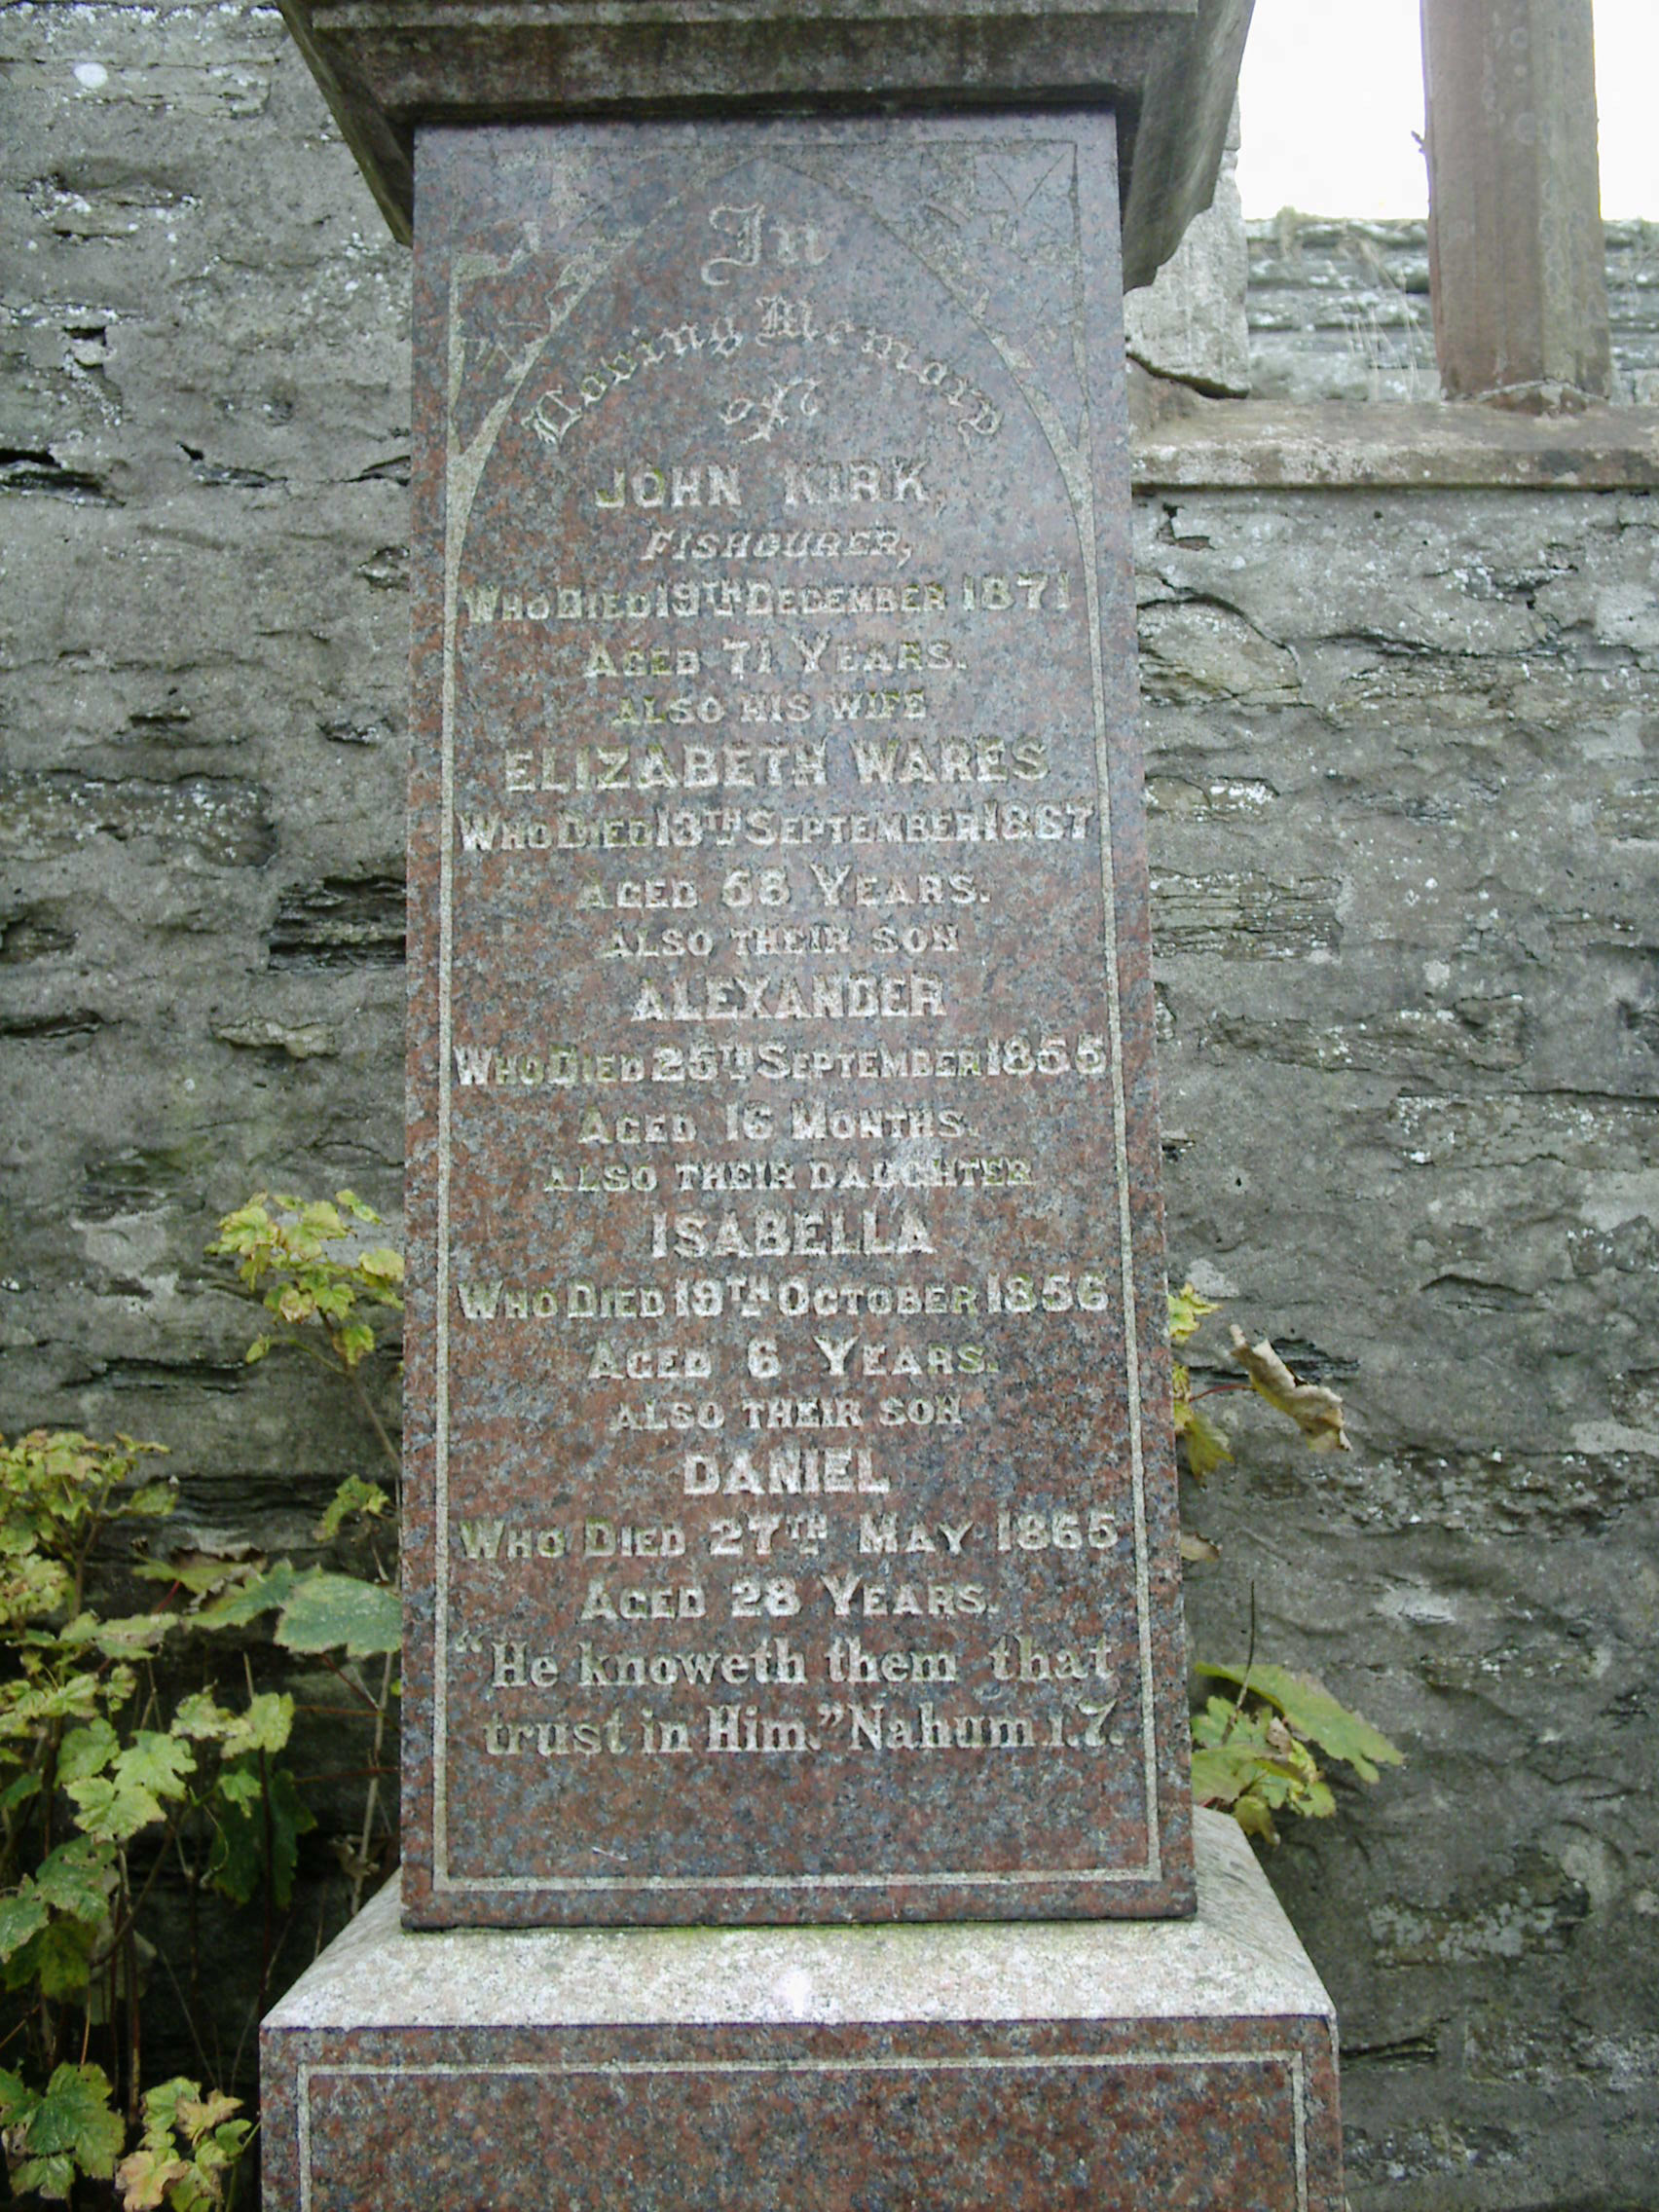 In
Loving Memory
of
JOHN KIRK
FISHCURER,
WHO DIED 19TH DECEMBER 1871
AGED 71 YEARS.
ALSO HIS WIFE
ELIZABETH WARES
WHO DIED 13TH SEPTEMBER 1867
AGED 68 YEARS.
ALSO THEIR SON
ALEXANDER
WHO DIED 25TH SEPTEMBER 1855
AGED 16 MONTHS.
ALSO THEIR DAUGHTER
ISABELLA
WHO DIED 19TH OCTOBER 1856
AGED 6 YEARS.
ALSO THEIR SON
DANIEL
WHO DIED 27TH MAY 1865
AGED 28 YEARS.
“He knoweth them that
trust in Him.” Nahum 1.7.